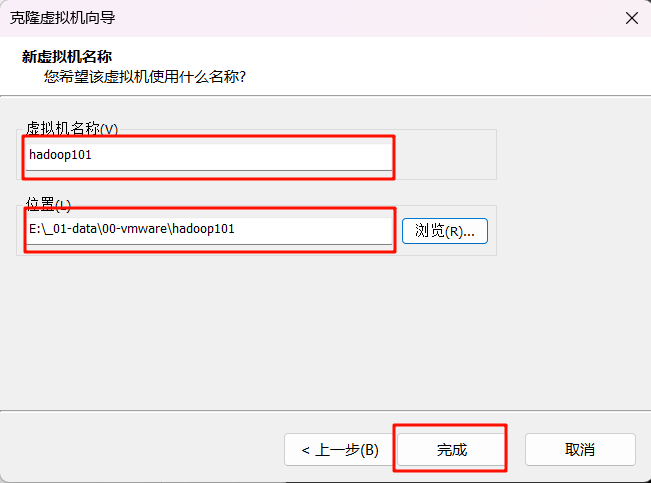 克隆虚拟机向导
新虚拟机名称
您希望该虚拟机使用什么名称?
虚拟机名称(V)
hadoop101
位置(L)
E:\_01-data\00-vmware\hadoop101
浏览(R)...
< 上一步(B)
完成
取消